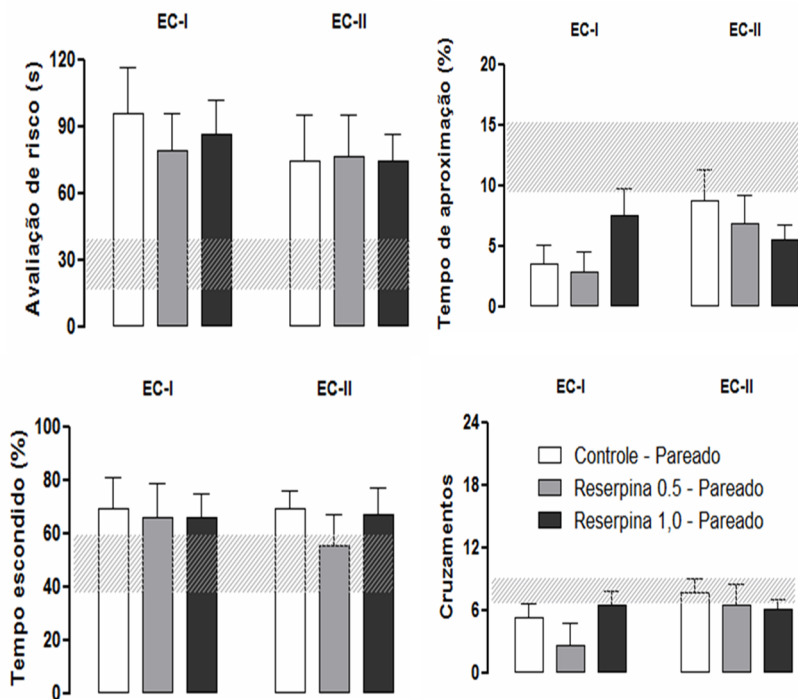 EC-I EC-II
Avaliação de risco (s)
120
90
60
30
0
EC-I EC-II
Tempo de aproximação (%)
20
15
10
5
0
EC-I EC-II
Tempo escondido (%)
100
80
60
40
20
0
EC-I EC-II
Cruzamentos
24
18
12
6
0
Controle - Pareado
Reserpina 0.5 - Pareado
Reserpina 1,0 - Pareado